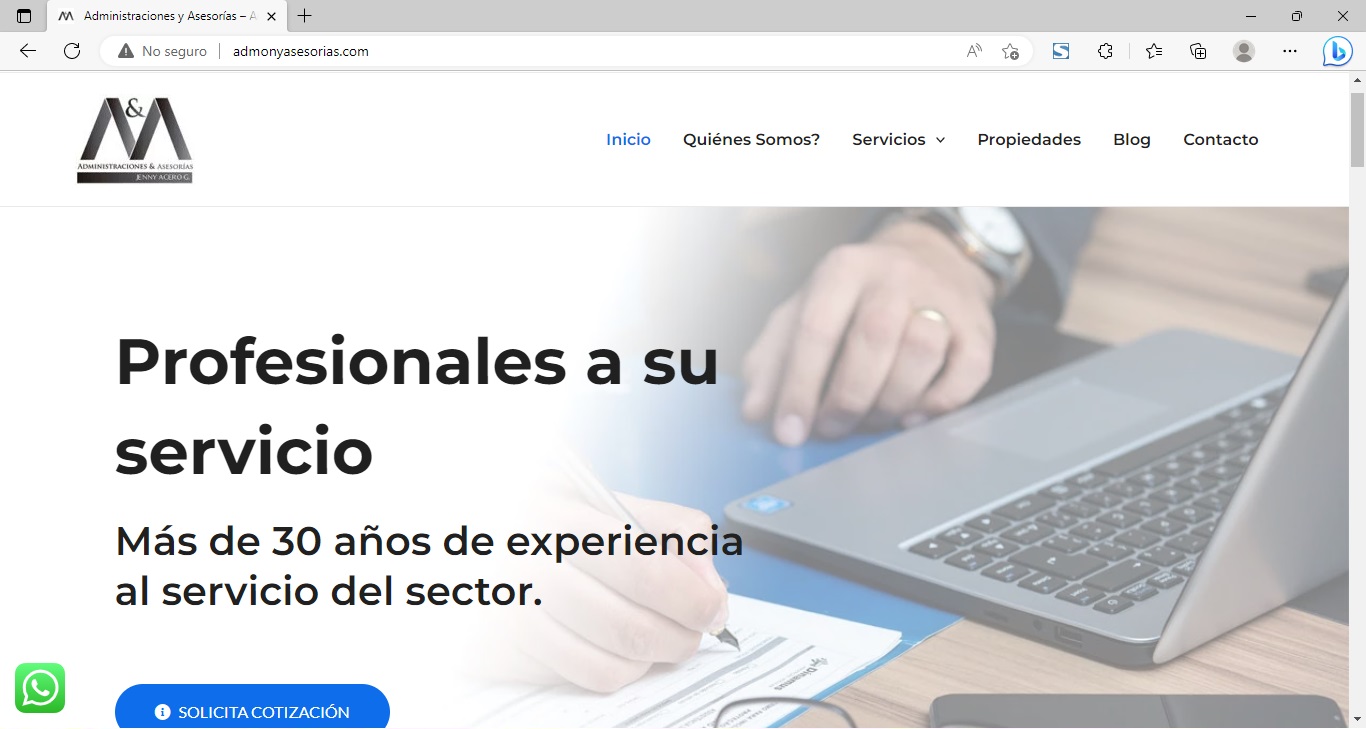 Administraciones y Asesorías – A
No seguro
admonyasesorias.com
M&M
ADMINISTRACIONES & ASESORÍAS
JENNY ACERO G.
Inicio
Quiénes Somos?
Servicios
Propiedades
Blog
Contacto
Profesionales a su
servicio
Más de 30 años de experiencia
al servicio del sector.
SOLICITA COTIZACIÓN